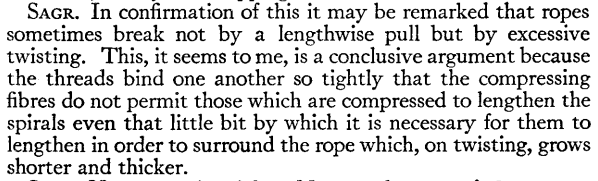 SAGR. In confirmation of this it may be remarked that ropes
sometimes break not by a lengthwise pull but by excessive
twisting. This, it seems to me, is a conclusive argument because
the threads bind one another so tightly that the compressing
fibres do not permit those which are compressed to lengthen the
spirals even that little bit by which it is necessary for them to
lengthen in order to surround the rope which, on twisting, grows
shorter and thicker.